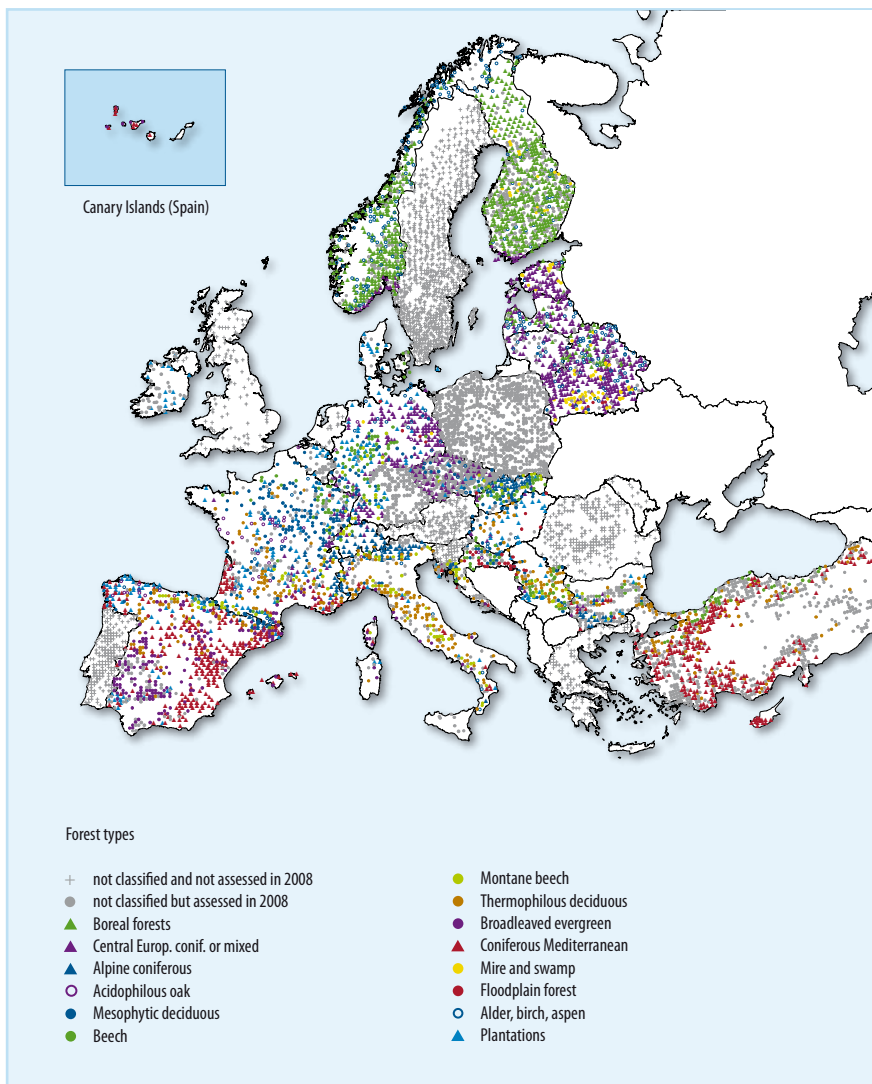 Canary Islands (Spain)
Forest types
not classified and not assessed in 2008
not classified but assessed in 2008
Boreal forests
Central Europ. conif. or mixed
Alpine coniferous
Acidophilous oak
Mesophytic deciduous
Beech
Montane beech
Thermophilous deciduous
Broadleaved evergreen
Coniferous Mediterranean
Mire and swamp
Floodplain forest
Alder, birch, aspen
Plantations